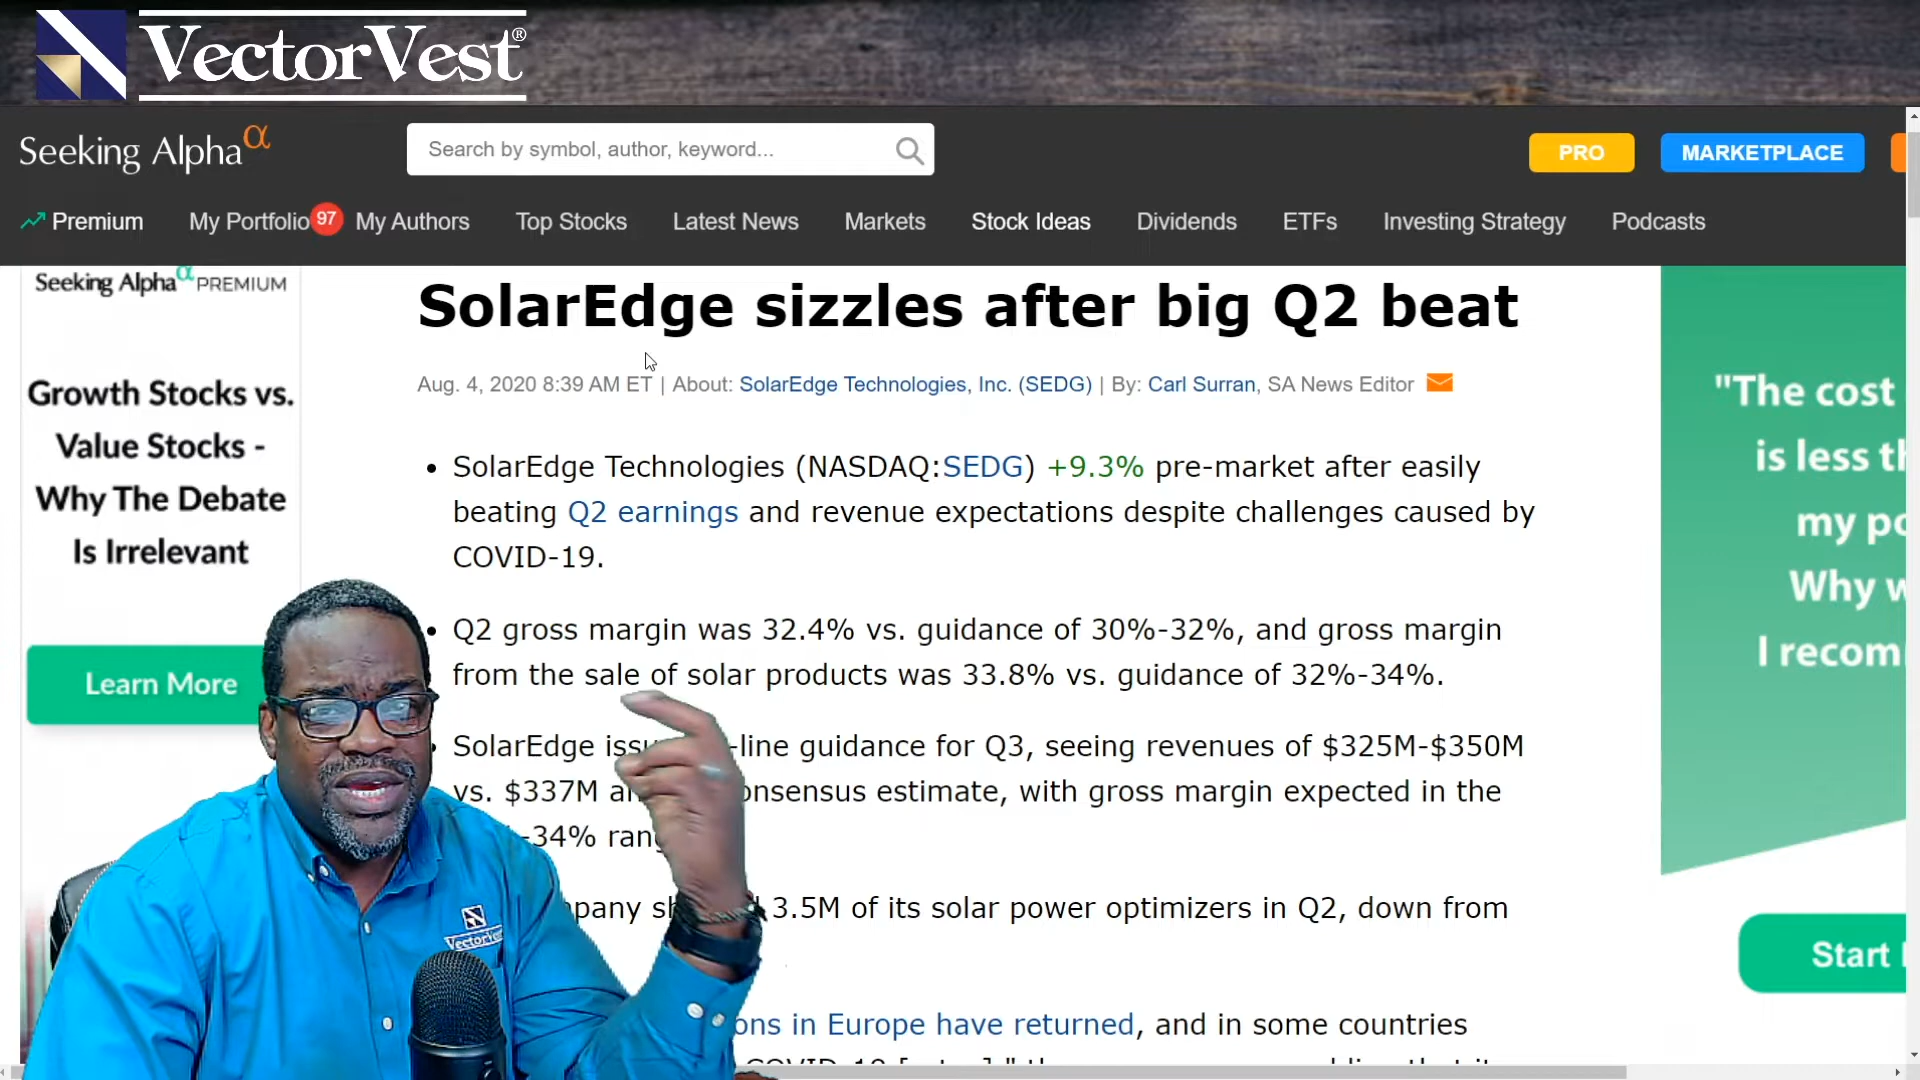 VectorVest®
Seeking Alpha α
Search by symbol, author, keyword...
PRO
MARKETPLACE
Premium
My Portfolio 97
My Authors
Top Stocks
Latest News
Markets
Stock Ideas
Dividends
ETFs
Investing Strategy
Podcasts
Seeking Alpha α PREMIUM
Growth Stocks vs.
Value Stocks -
Why The Debate
Is Irrelevant
Learn More
SolarEdge sizzles after big Q2 beat
Aug. 4, 2020 8:39 AM ET | About: SolarEdge Technologies, Inc. (SEDG) | By: Carl Surran, SA News Editor
• SolarEdge Technologies (NASDAQ:SEDG) +9.3% pre-market after easily
beating Q2 earnings and revenue expectations despite challenges caused by
COVID-19.
• Q2 gross margin was 32.4% vs. guidance of 30%-32%, and gross margin
from the sale of solar products was 33.8% vs. guidance of 32%-34%.
SolarEdge -line guidance for Q3, seeing revenues of $325M-$350M
vs. $337M estimate, with gross margin expected in the
-34%
3.5M of its solar power optimizers in Q2, down from
in Europe have returned, and in some countries
"The cost
is less
my
Why
I
Start
VectorVest